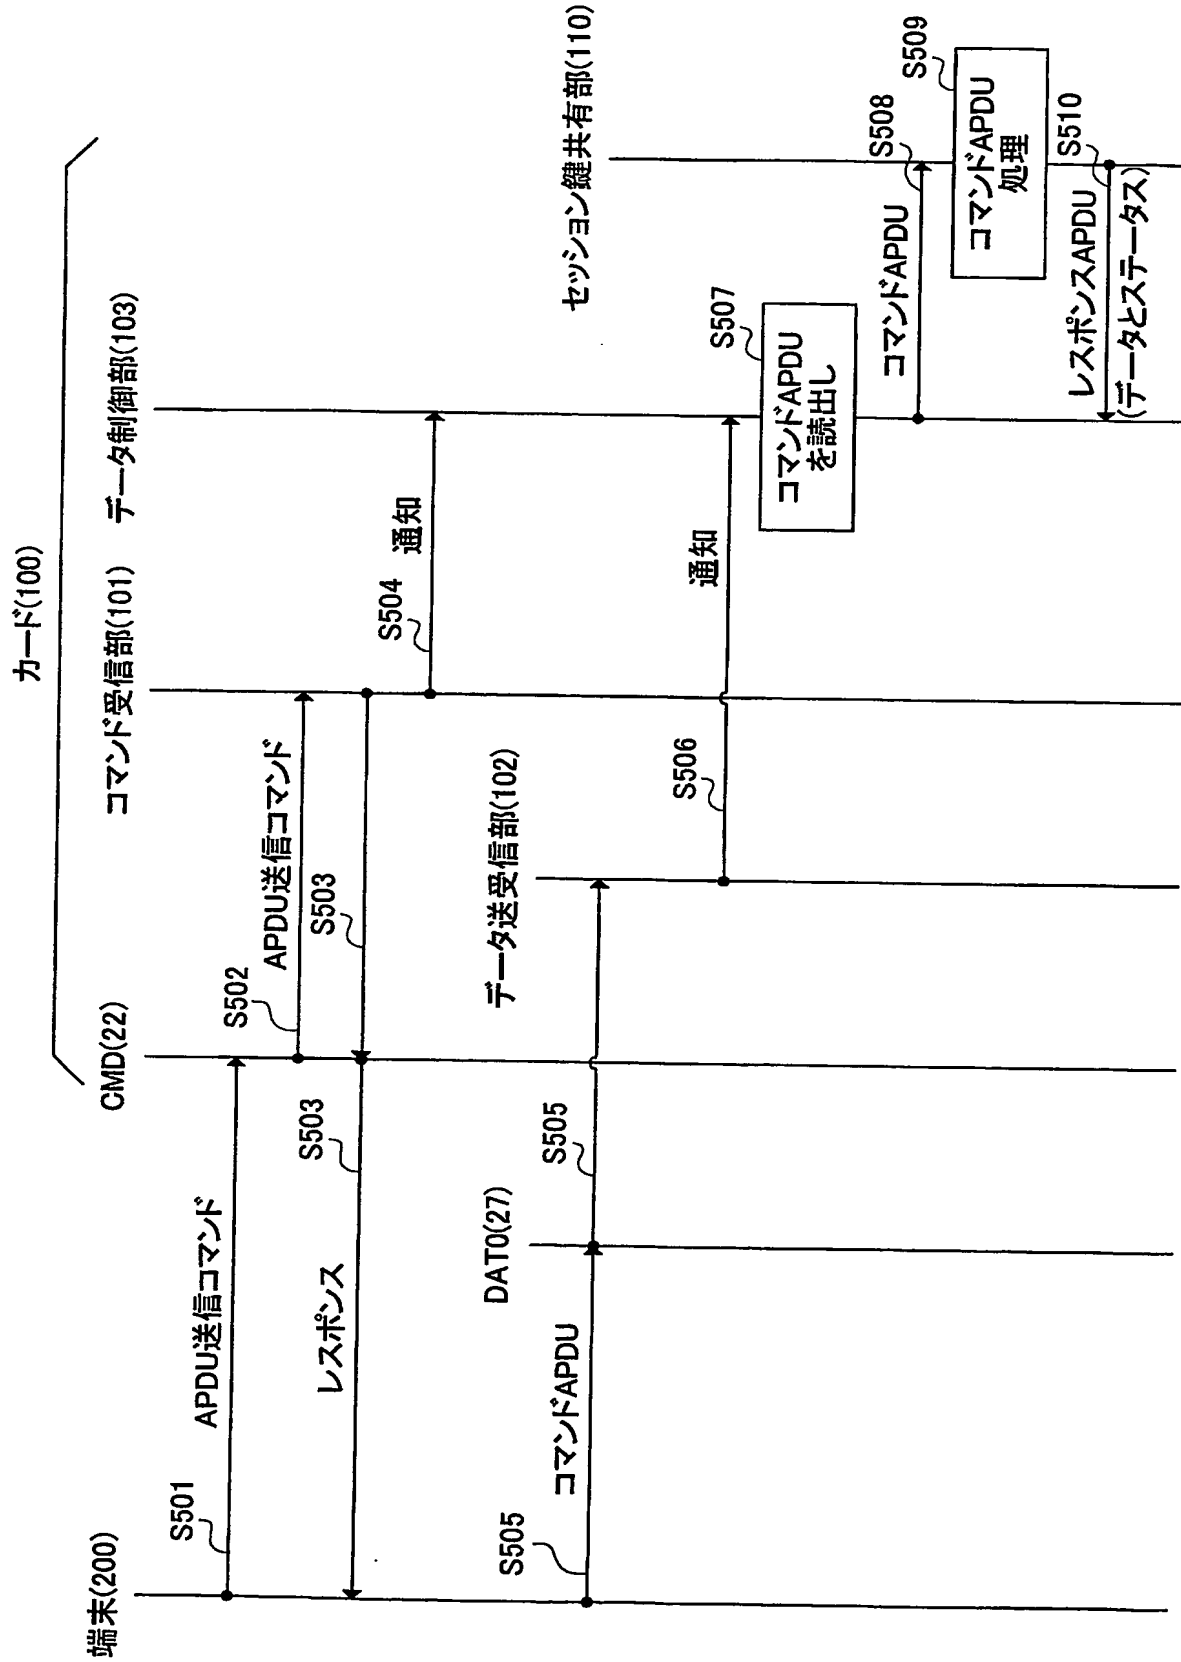 カード(100)
端末(200)
CMD(22)
コマンド受信部(101)
データ制御部(103)
セッション鍵共有部(110)
S501
APDU送信コマンド
S502
APDU送信コマンド
S503
レスポンス
S503
S504
通知
DAT0(27)
データ送受信部(102)
S505
コマンドAPDU
S505
S506
通知
S507
コマンドAPDU
を読出し
コマンドAPDU
S508
S509
コマンドAPDU
処理
レスポンスAPDU
(データとステータス)
S510